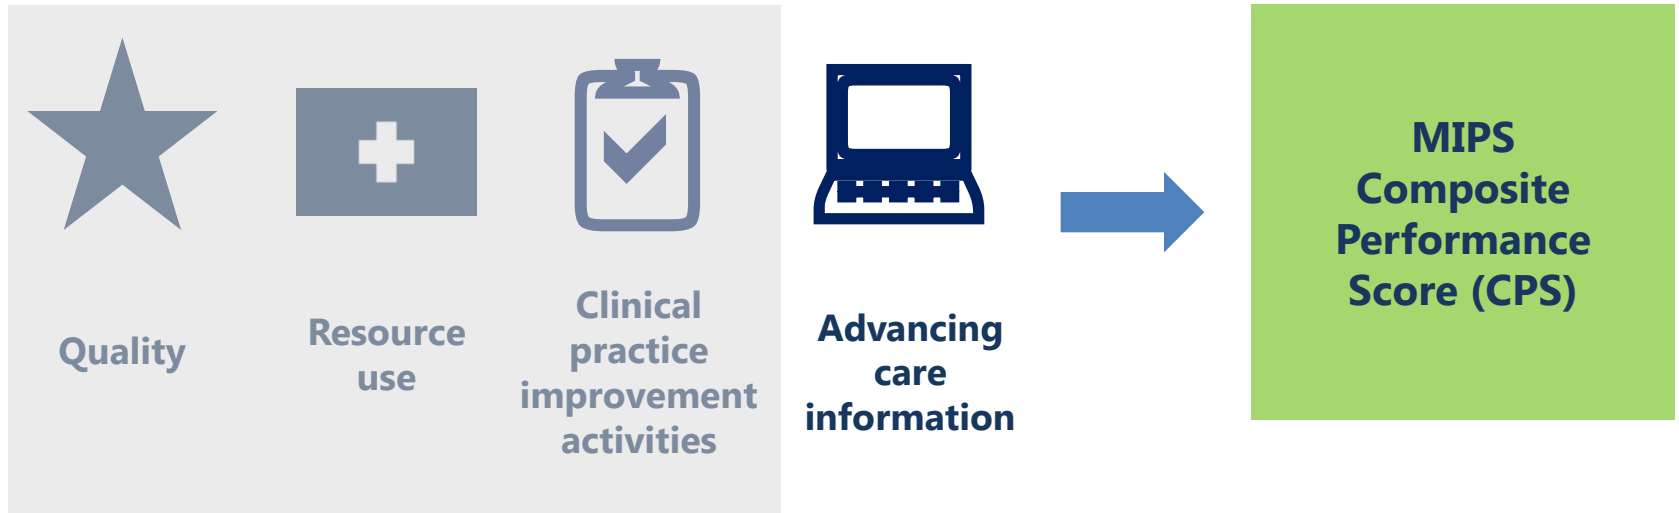 Quality
Resource
use
Clinical
practice
improvement
activities
Advancing
care
information
MIPS
Composite
Performance
Score (CPS)